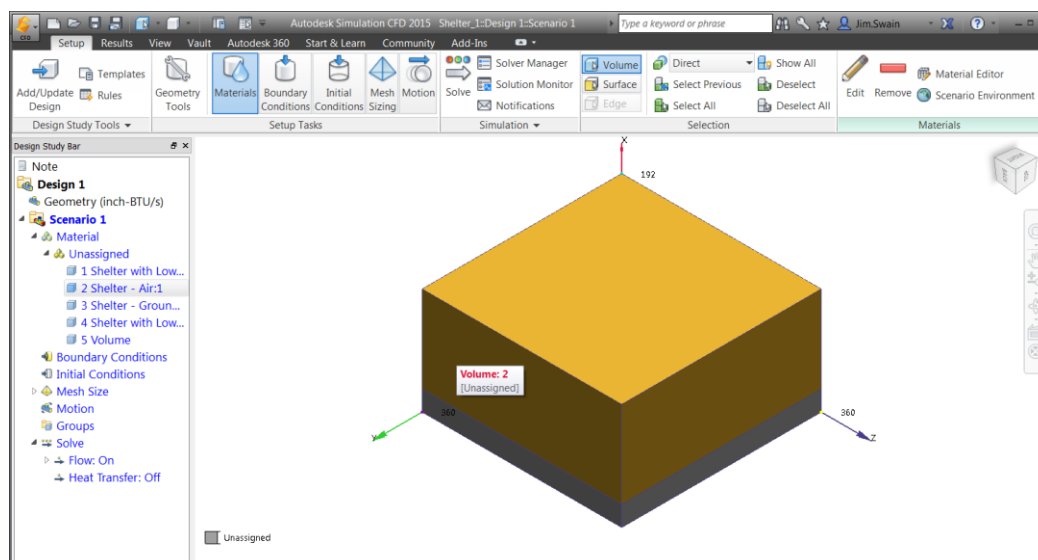 CFD
Autodesk Simulation CFD 2015 Shelter_1::Design 1::Scenario 1
Type a keyword or phrase
Jim.Swain
Setup Results View Vault Autodesk 360 Start & Learn Community Add-Ins
Add/Update Design
Templates
Rules
Geometry Tools
Materials
Boundary Conditions
Initial Conditions
Mesh Sizing
Motion
Solve
Solver Manager
Solution Monitor
Notifications
Volume
Surface
Edge
Direct
Select Previous
Select All
Show All
Deselect
Deselect All
Edit
Remove
Material Editor
Scenario Environment
Design Study Tools Setup Tasks Simulation Selection Materials
Design Study Bar
Note
Design 1
Geometry (inch-BTU/s)
Scenario 1
Material
Unassigned
1 Shelter with Low...
2 Shelter - Air:1
3 Shelter - Groun...
4 Shelter with Low...
5 Volume
Boundary Conditions
Initial Conditions
Mesh Size
Motion
Groups
Solve
Flow: On
Heat Transfer: Off
X
192
Volume: 2
[Unassigned]
360
Y
360
Z
Unassigned